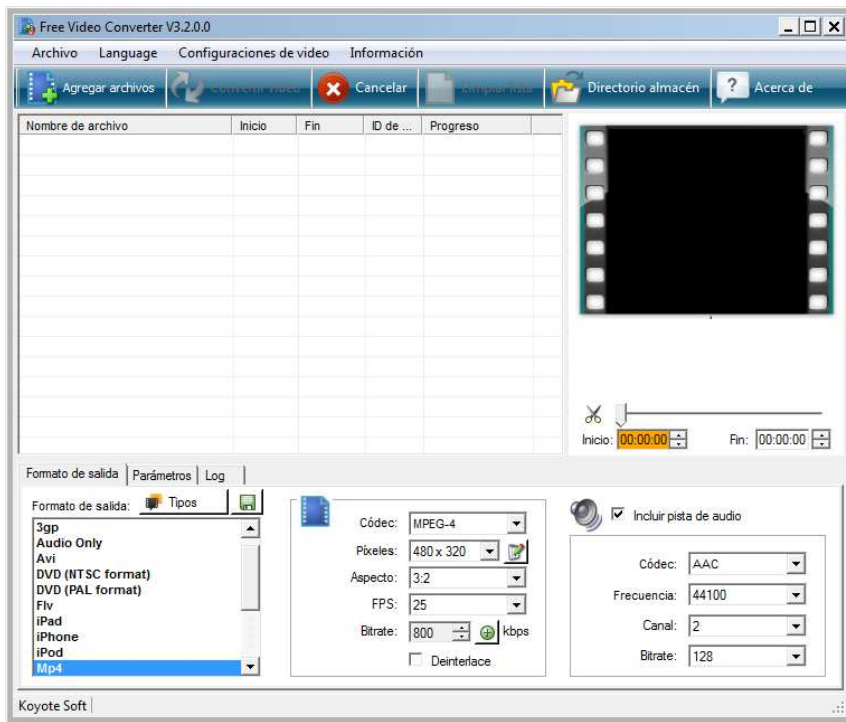 Free Video Converter V3.2.0.0
Archivo Language Configuraciones de video Información
Agregar archivos Convertir video Cancelar Limpiar lista Directorio almacén ? Acerca de
Nombre de archivo Inicio Fin ID de ... Progreso
Inicio: 00:00:00 Fin: 00:00:00
Formato de salida Parámetros Log
Formato de salida: Tipos
3gp
Audio Only
Avi
DVD (NTSC format)
DVD (PAL format)
Flv
iPad
iPhone
iPod
Mp4
Códec: MPEG-4
Píxeles: 480 x 320
Aspecto: 3:2
FPS: 25
Bitrate: 800 kbps
Deinterlace
Incluir pista de audio
Códec: AAC
Frecuencia: 44100
Canal: 2
Bitrate: 128
Koyote Soft